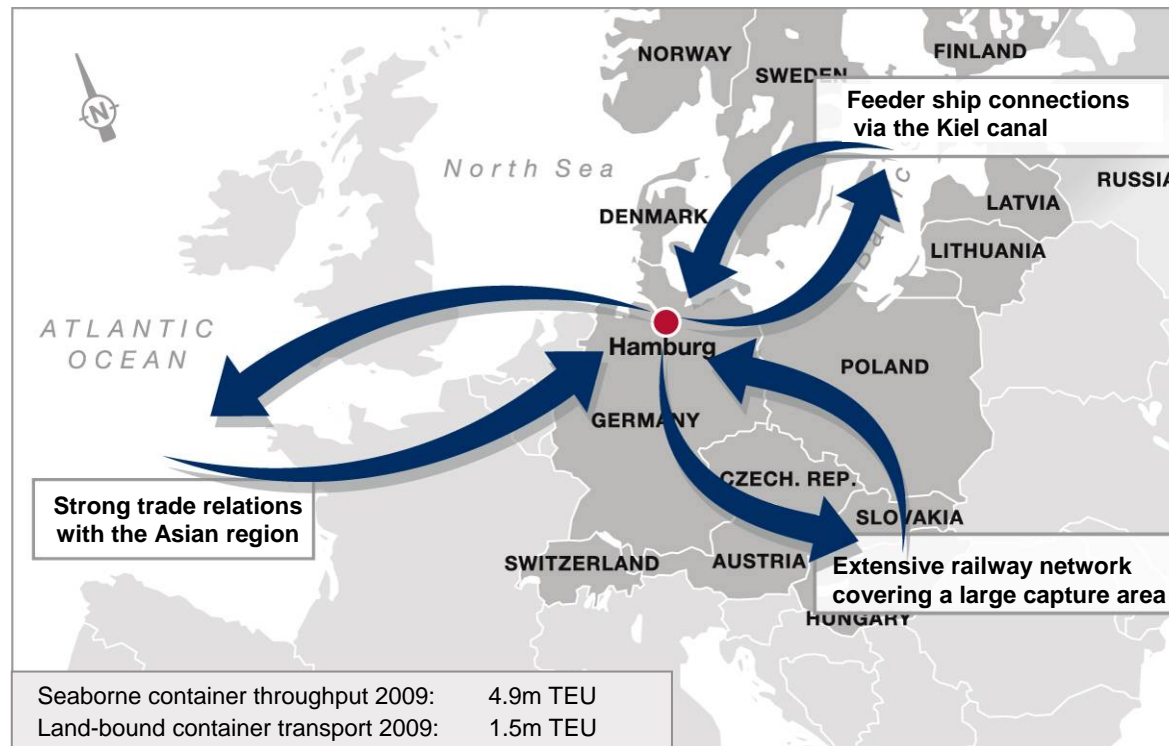 NORWAY
FINLAND
SWEDEN
Feeder ship connections
via the Kiel canal
N
North Sea
RUSSIA
LATVIA
DENMARK
LITHUANIA
ATLANTIC
OCEAN
Hamburg
POLAND
GERMANY
CZECH. REP.
Strong trade relations
with the Asian region
SLOVAKIA
SWITZERLAND
AUSTRIA
Extensive railway network
covering a large capture area
HUNGARY
Seaborne container throughput 2009: 4.9m TEU
Land-bound container transport 2009: 1.5m TEU